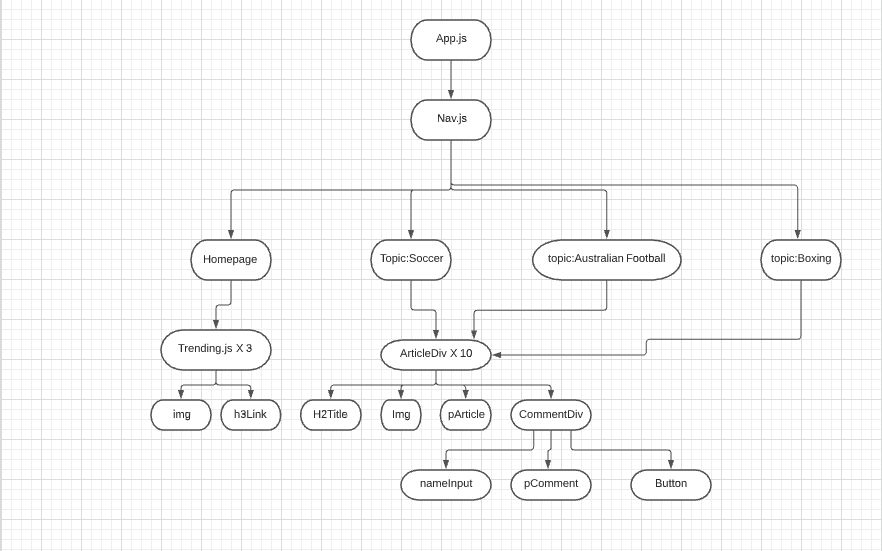 App.js
Nav.js
Homepage
Topic:Soccer
topic:Australian Football
topic:Boxing
Trending.js X 3
ArticleDiv X 10
img
h3Link
H2Title
Img
pArticle
CommentDiv
nameInput
pComment
Button